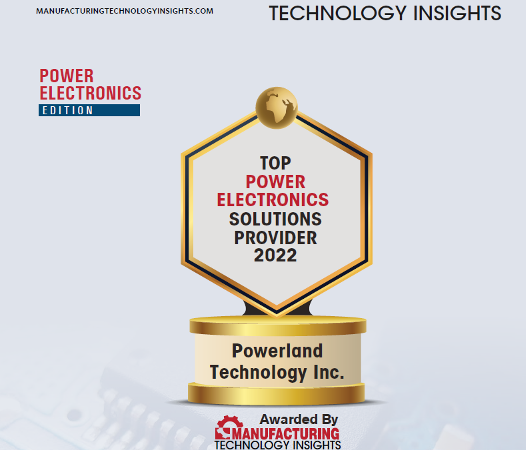 MANUFACTURINGTECHNOLOGYINSIGHTS.COM
TECHNOLOGY INSIGHTS
POWER
ELECTRONICS
EDITION
TOP
POWER
ELECTRONICS
SOLUTIONS
PROVIDER
2022
Powerland
Technology Inc.
Awarded By
MANUFACTURING
TECHNOLOGY INSIGHTS